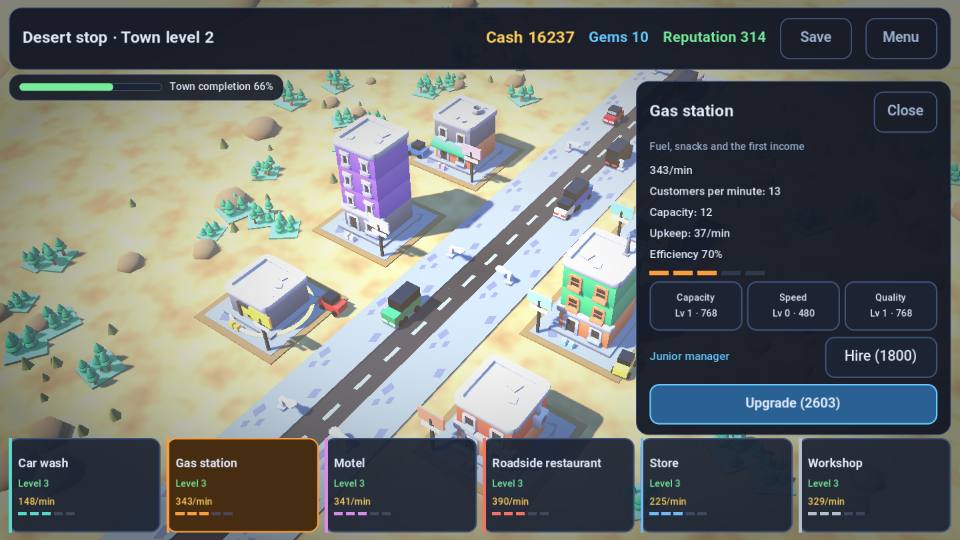 Desert stop · Town level 2
Cash 16237
Gems 10
Reputation 314
Save
Menu
Town completion 66%
Gas station
Close
Fuel, snacks and the first income
343/min
Customers per minute: 13
Capacity: 12
Upkeep: 37/min
Efficiency 70%
Capacity
Lv 1 · 768
Speed
Lv 0 · 480
Quality
Lv 1 · 768
Junior manager
Hire (1800)
Upgrade (2603)
Car wash
Level 3
148/min
Gas station
Level 3
343/min
Motel
Level 3
341/min
Roadside restaurant
Level 3
390/min
Store
Level 3
225/min
Workshop
Level 3
329/min